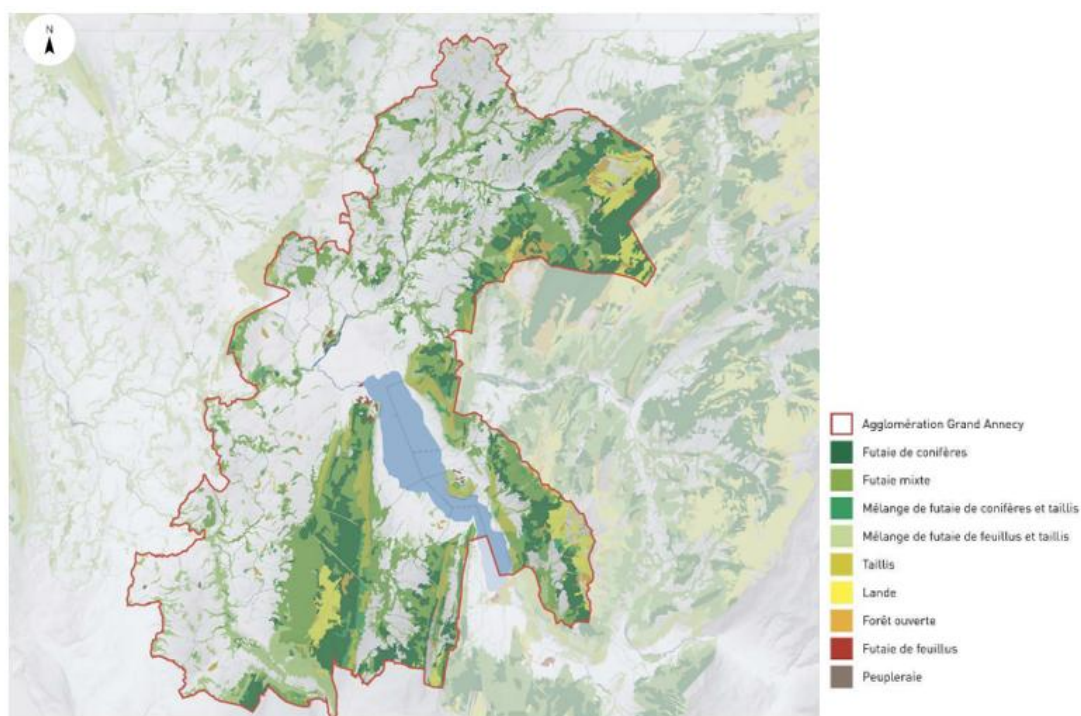 N
Agglomération Grand Annecy
Futaie de conifères
Futaie mixte
Mélange de futaie de conifères et taillis
Mélange de futaie de feuillus et taillis
Taillis
Lande
Forêt ouverte
Futaie de feuillus
Peupleraie